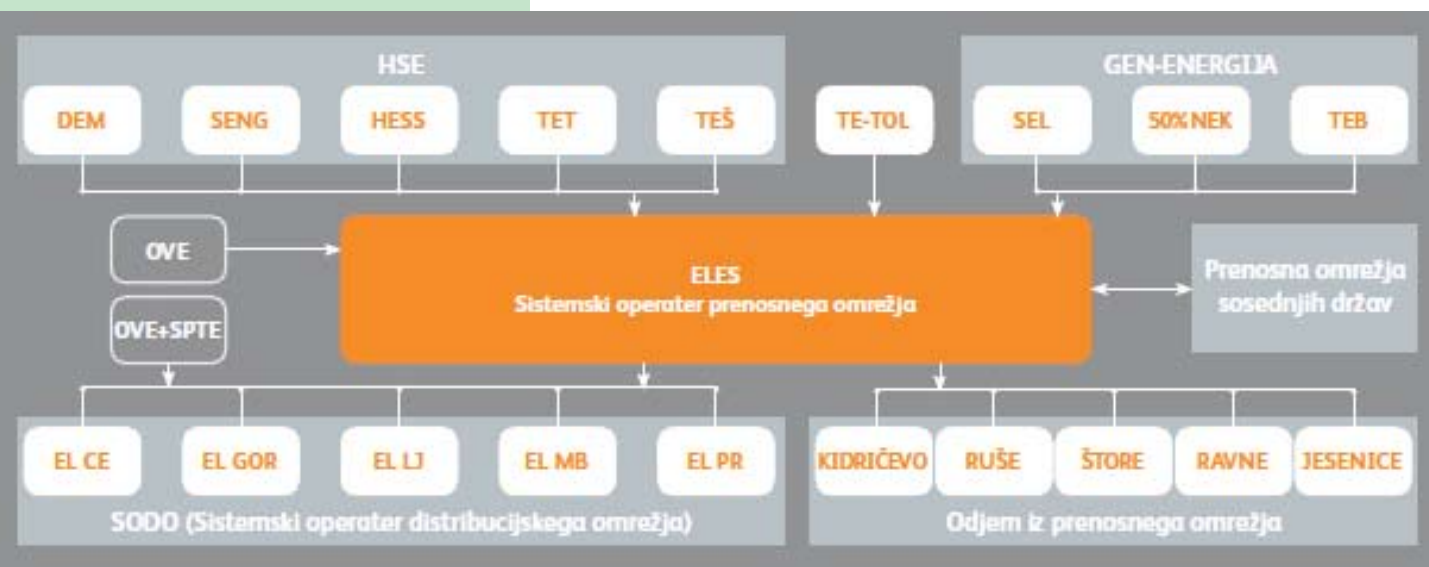 HSE
GEN-ENERGIJA
DEM
SENG
HESS
TET
TEŠ
TE-TOL
SEL
50% NEK
TEB
OVE
OVE+SPTE
ELES
Sistemski operater prenosnega omrežja
Prenosna omrežja
sosednjih držav
EL CE
EL GOR
EL LJ
EL MB
EL PR
SODO (Sistemski operater distribucijskega omrežja)
KIDRIČEVO
RUŠE
ŠTORE
RAVNE
JESENICE
Odjem iz prenosnega omrežja